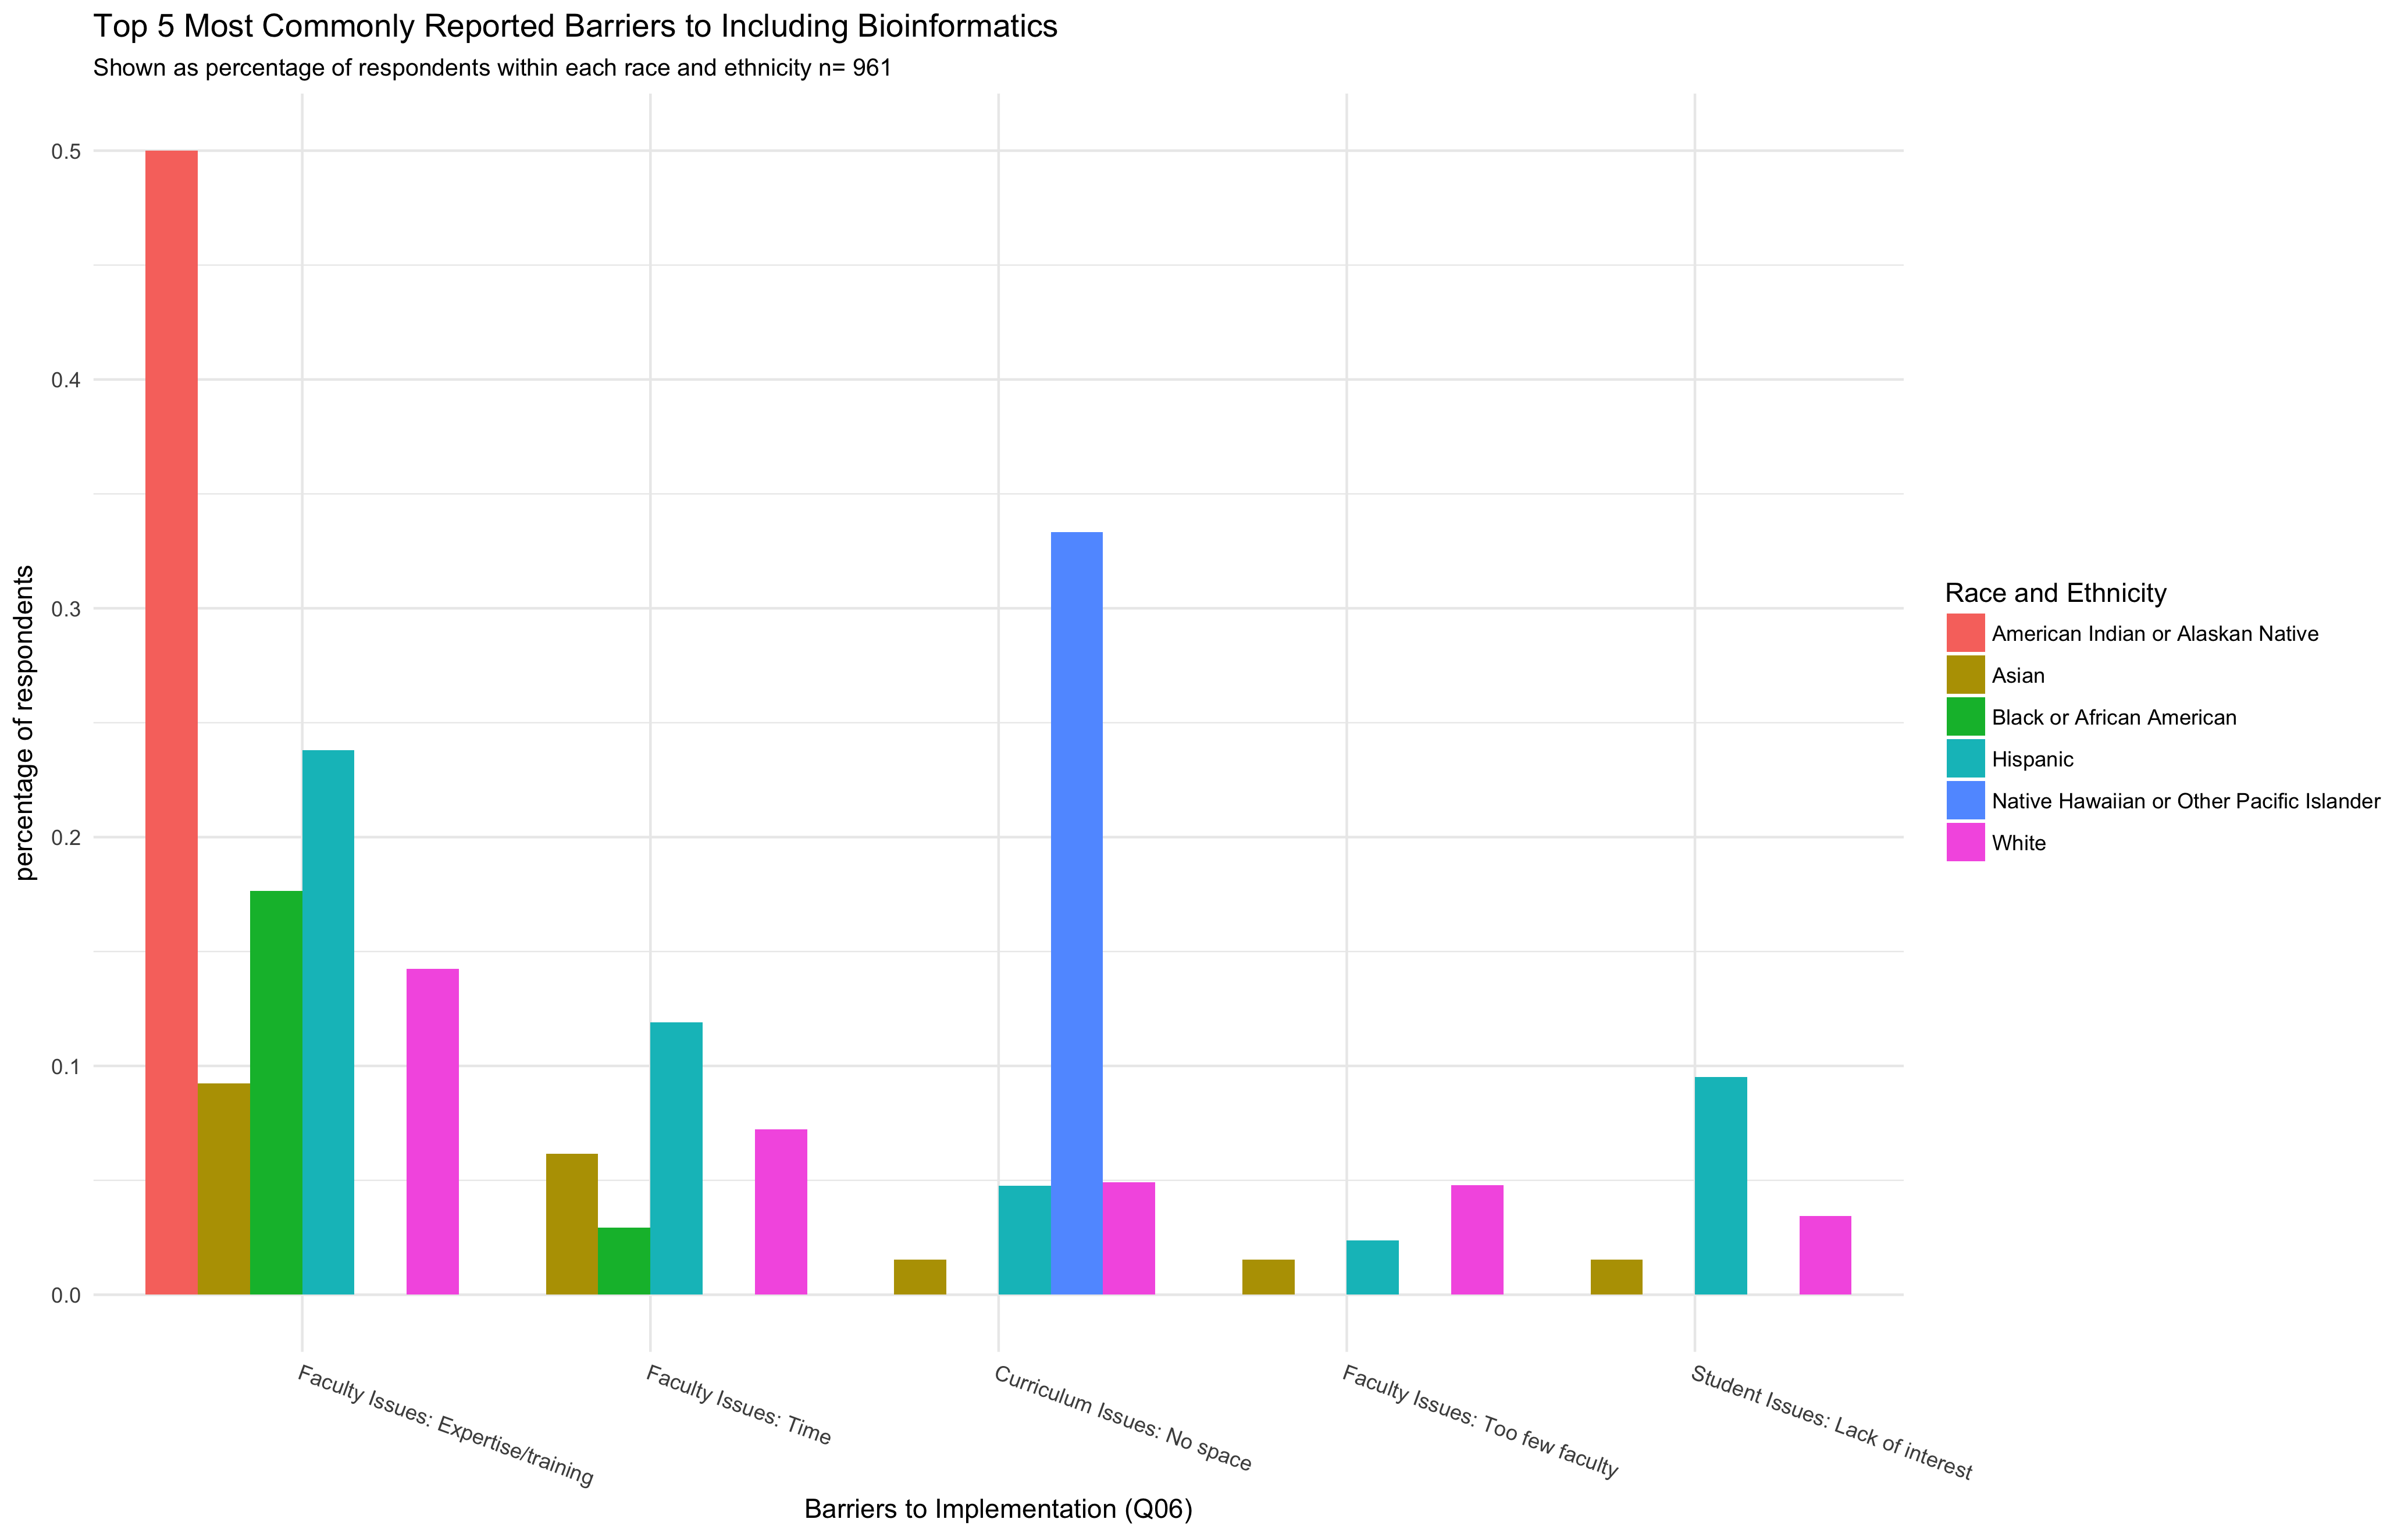 Top 5 Most Commonly Reported Barriers to Including Bioinformatics
Shown as percentage of respondents within each race and ethnicity n= 961
percentage of respondents
0.5
0.4
0.3
0.2
0.1
0.0
Faculty Issues: Expertise/training
Faculty Issues: Time
Curriculum Issues: No space
Faculty Issues: Too few faculty
Student Issues: Lack of interest
Barriers to Implementation (Q06)
Race and Ethnicity
American Indian or Alaskan Native
Asian
Black or African American
Hispanic
Native Hawaiian or Other Pacific Islander
White